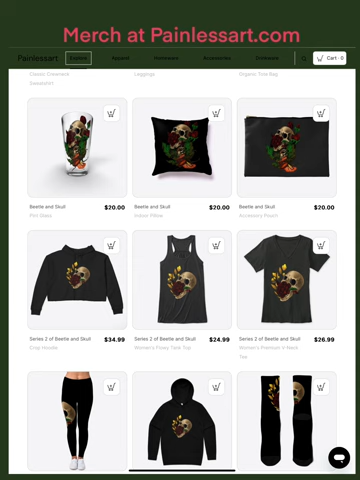 Merch at Painlessart.com
Painlessart
Explore
Apparel
Homeware
Accessories
Drinkware
Cart · 0
Classic Crewneck
Sweatshirt
Leggings
Organic Tote Bag
Beetle and Skull $20.00
Pint Glass
Beetle and Skull $20.00
Indoor Pillow
Beetle and Skull $20.00
Accessory Pouch
Series 2 of Beetle and Skull $34.99
Crop Hoodie
Series 2 of Beetle and Skull $24.99
Women's Flowy Tank Top
Series 2 of Beetle and Skull $26.99
Women's Premium V-Neck
Tee